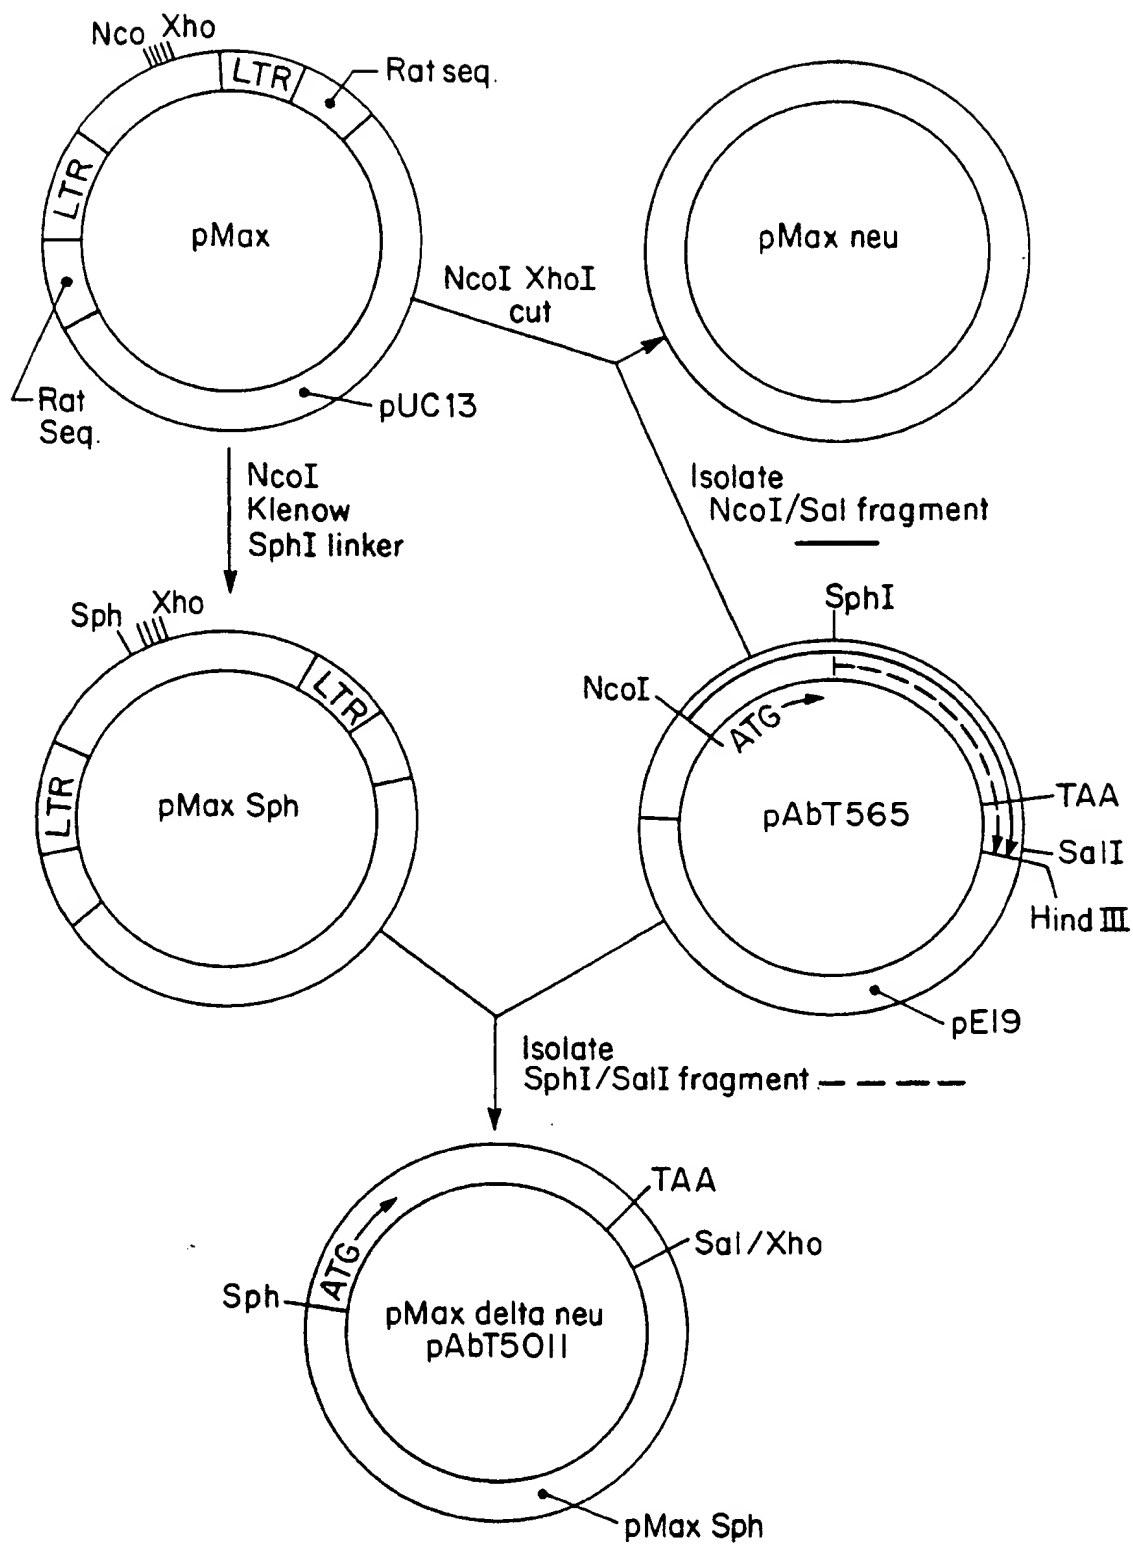 Nco
Xho
LTR
Rat seq.
LTR
pMax
pMax neu
NcoI XhoI
cut
Rat
Seq.
pUC13
NcoI
Klenow
SphI linker
Isolate
NcoI/Sal fragment
Sph
Xho
SphI
LTR
NcoI
ATG
LTR
pMax Sph
pAbT565
TAA
SalI
Hind III
pE19
Isolate
SphI/SalI fragment
TAA
ATG
Sal/Xho
Sph
pMax delta neu
pAbT5011
pMax Sph